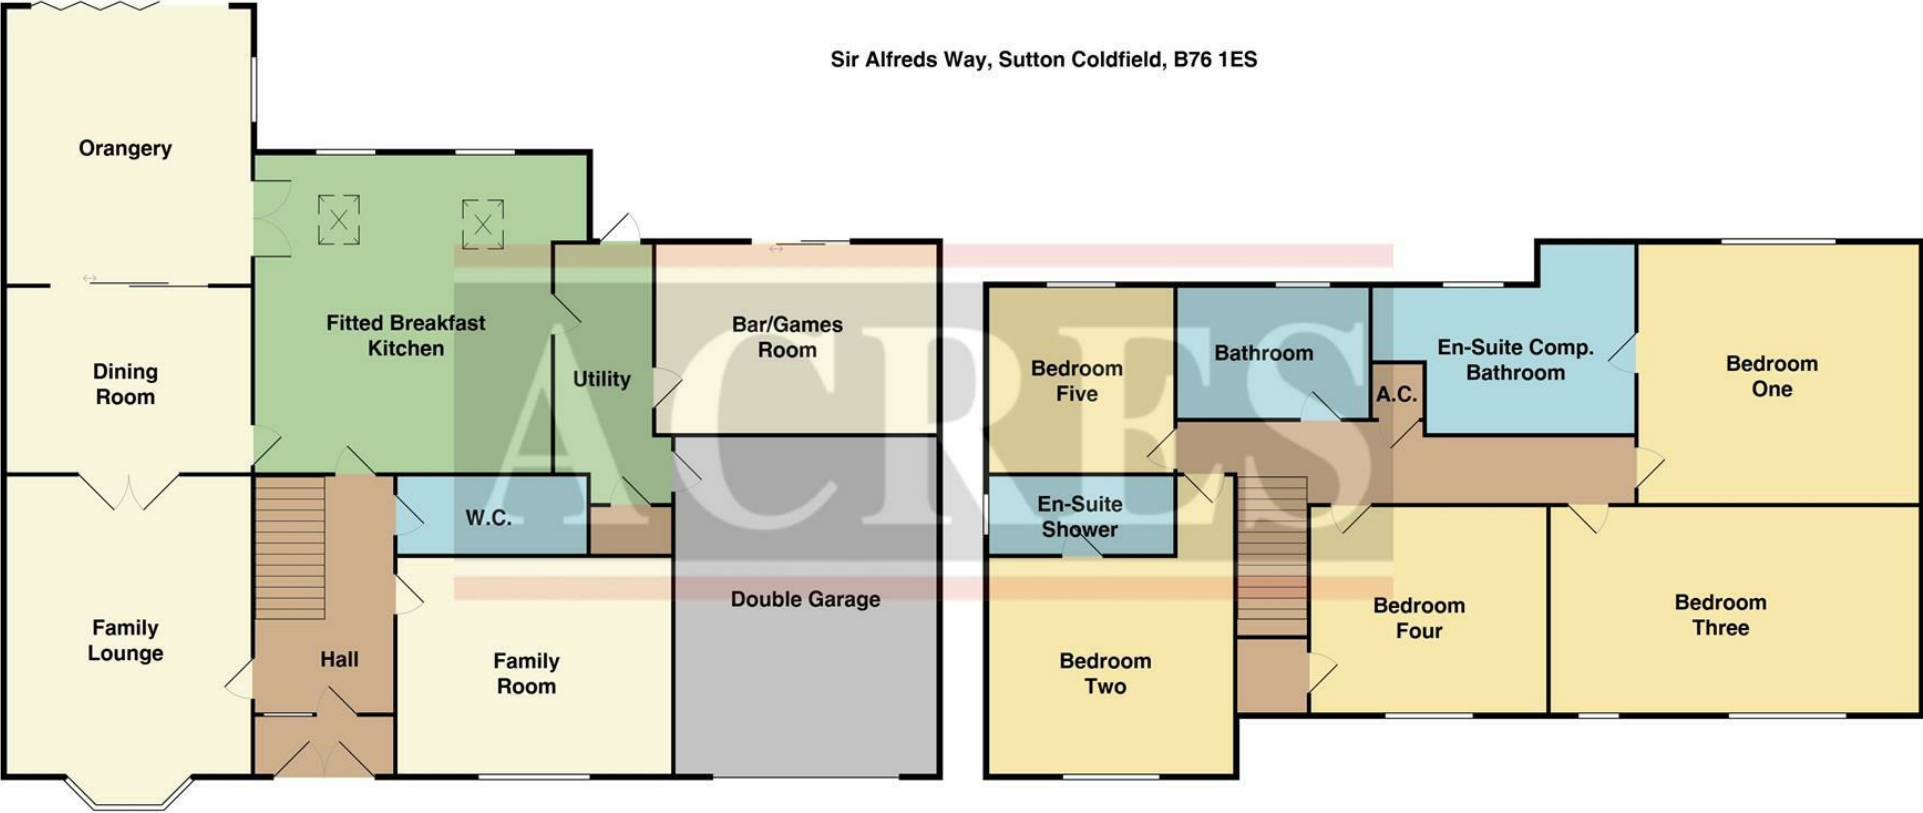 Sir Alfreds Way, Sutton Coldfield, B76 1ES
Orangery
Fitted Breakfast
Kitchen
Dining
Room
Utility
Bar/Games
Room
W.C.
Family
Lounge
Hall
Family
Room
Double Garage
Bedroom
Five
Bathroom
A.C.
En-Suite Comp.
Bathroom
Bedroom
One
En-Suite
Shower
Bedroom
Two
Bedroom
Four
Bedroom
Three
ACRES